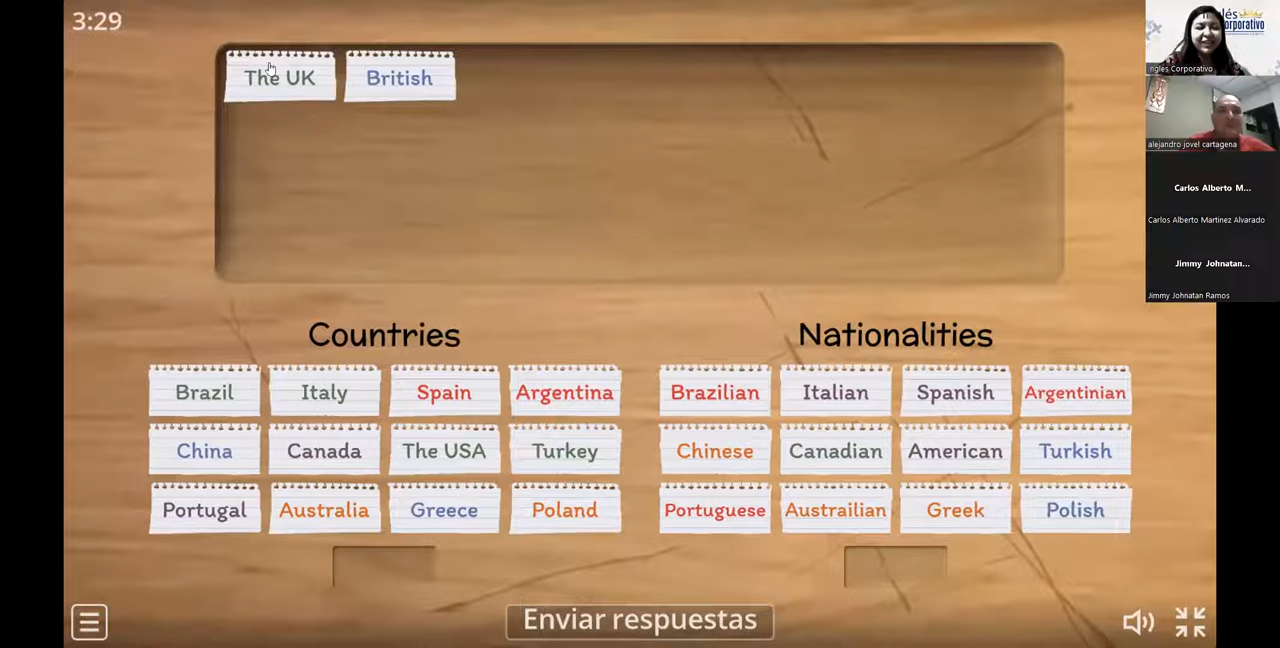 3:29
The UK British
Countries
Nationalities
Brazil Italy Spain Argentina
Brazilian Italian Spanish Argentinian
China Canada The USA Turkey
Chinese Canadian American Turkish
Portugal Australia Greece Poland
Portuguese Austrailian Greek Polish
Enviar respuestas
Inglés Corporativo
alejandro jovel cartagena
Carlos Alberto M...
Carlos Alberto Martinez Alvarado
Jimmy Johnatan...
Jimmy Johnatan Ramos